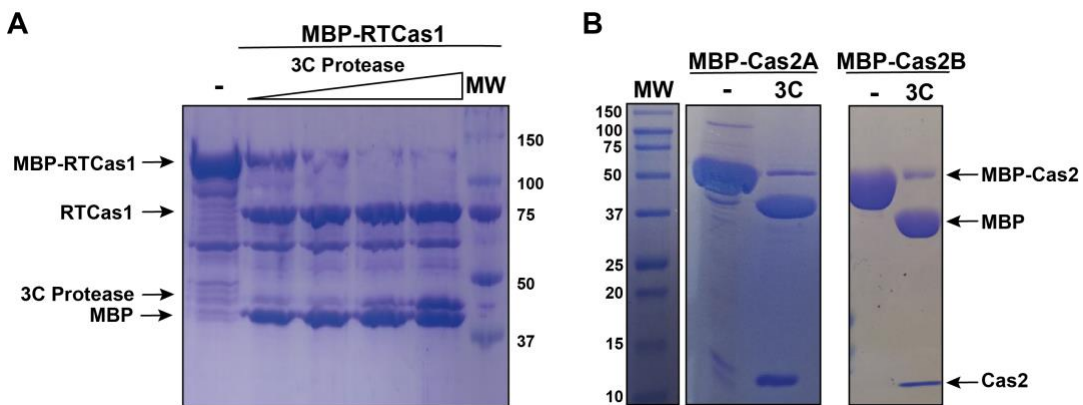 A
MBP-RTCas1
3C Protease
-
MW
MBP-RTCas1
RTCas1
3C Protease
MBP
150
100
75
50
37
B
MBP-Cas2A
MBP-Cas2B
MW
-
3C
-
3C
150
100
75
50
37
25
20
15
10
MBP-Cas2
MBP
Cas2